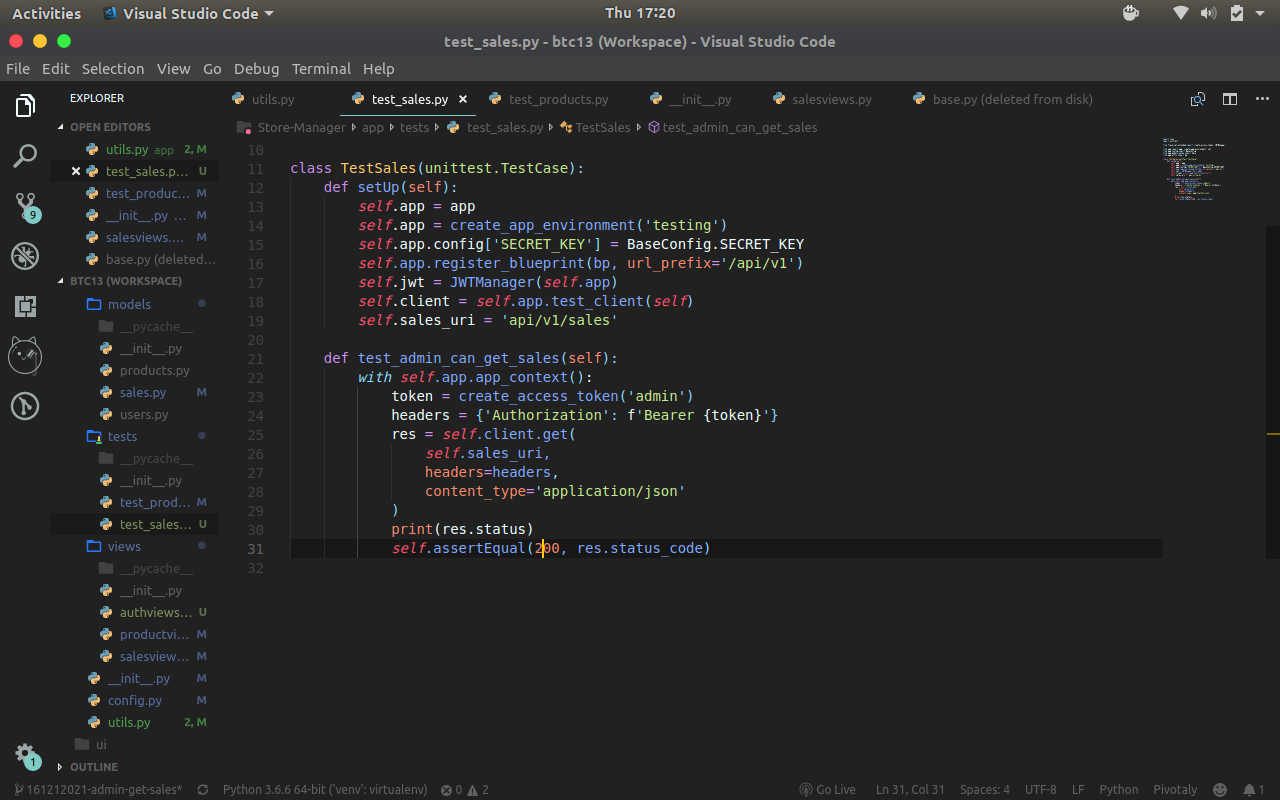 Activities Visual Studio Code Thu 17:20
test_sales.py - btc13 (Workspace) - Visual Studio Code
File Edit Selection View Go Debug Terminal Help
EXPLORER
utils.py test_sales.py test_products.py __init__.py salesviews.py base.py (deleted from disk)
OPEN EDITORS
utils.py app 2, M
test_sales.p... U
test_produc... M
__init__.py ... M
salesviews.... M
base.py (deleted...
BTC13 (WORKSPACE)
models
__pycache__
__init__.py
products.py
sales.py M
users.py
tests
__pycache__
__init__.py
test_prod... M
test_sales... U
views
__pycache__
__init__.py
authviews... U
productvi... M
salesview... M
__init__.py M
config.py M
utils.py 2, M
ui
OUTLINE
Store-Manager app tests test_sales.py TestSales test_admin_can_get_sales
10
11 class TestSales(unittest.TestCase):
12 def setUp(self):
13 self.app = app
14 self.app = create_app_environment('testing')
15 self.app.config['SECRET_KEY'] = BaseConfig.SECRET_KEY
16 self.app.register_blueprint(bp, url_prefix='/api/v1')
17 self.jwt = JWTManager(self.app)
18 self.client = self.app.test_client(self)
19 self.sales_uri = 'api/v1/sales'
20
21 def test_admin_can_get_sales(self):
22 with self.app.app_context():
23 token = create_access_token('admin')
24 headers = {'Authorization': f'Bearer {token}'}
25 res = self.client.get(
26 self.sales_uri,
27 headers=headers,
28 content_type='application/json'
29 )
30 print(res.status)
31 self.assertEqual(200, res.status_code)
32
9
1
161212021-admin-get-sales* Python 3.6.6 64-bit ('venv': virtualenv) 0 2 Go Live Ln 31, Col 31 Spaces: 4 UTF-8 LF Python Pivotaly 1